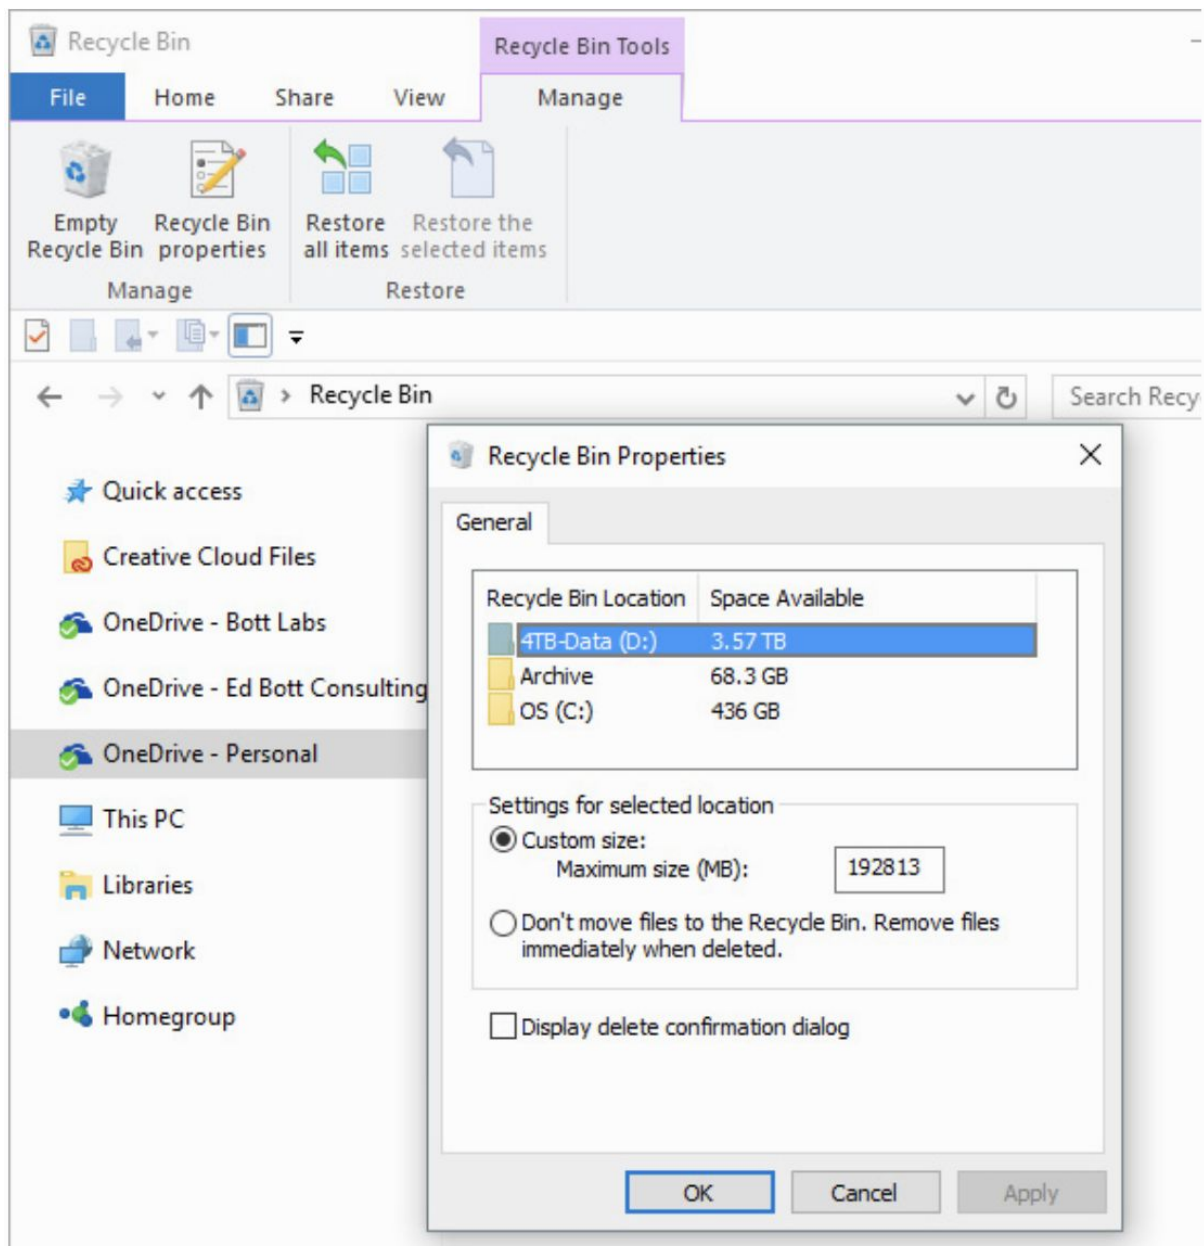 Recycle Bin
Recycle Bin Tools
File Home Share View Manage
Empty Recycle Bin Restore Restore the
Recycle Bin properties all items selected items
Manage Restore
Recycle Bin
Search Recy
Quick access
Creative Cloud Files
OneDrive - Bott Labs
OneDrive - Ed Bott Consulting
OneDrive - Personal
This PC
Libraries
Network
Homegroup
Recycle Bin Properties
General
Recycle Bin Location Space Available
4TB-Data (D:) 3.57 TB
Archive 68.3 GB
OS (C:) 436 GB
Settings for selected location
Custom size:
Maximum size (MB): 192813
Don't move files to the Recycle Bin. Remove files
immediately when deleted.
Display delete confirmation dialog
OK Cancel Apply